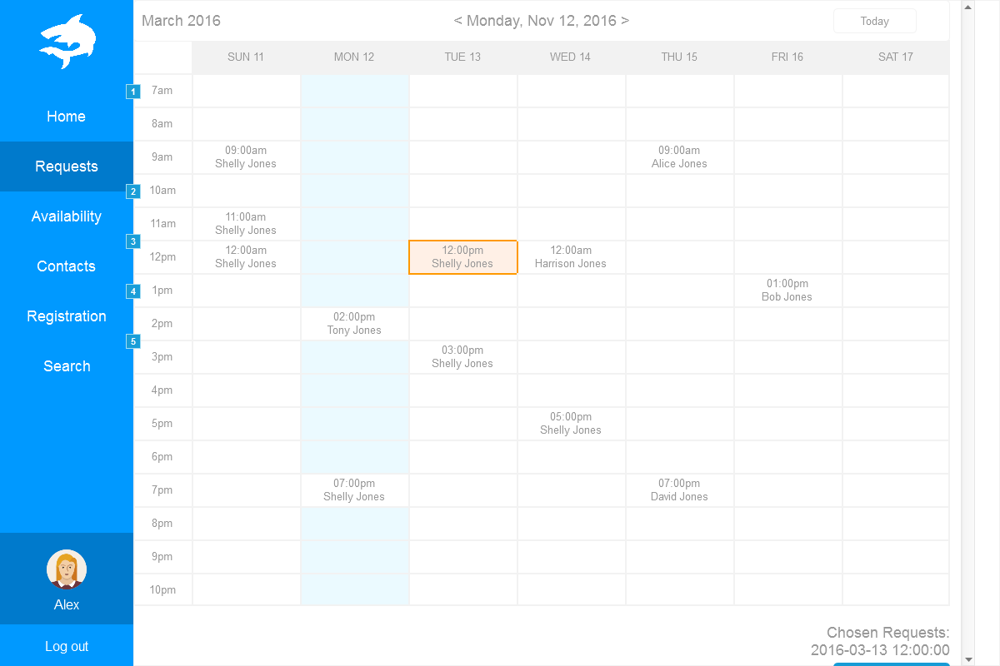 March 2016
< Monday, Nov 12, 2016 >
Today
SUN 11 MON 12 TUE 13 WED 14 THU 15 FRI 16 SAT 17
1
7am
Home
8am
Requests
9am
09:00am
Shelly Jones
09:00am
Alice Jones
2
10am
Availability
11am
11:00am
Shelly Jones
3
Contacts
12pm
12:00am
Shelly Jones
12:00pm
Shelly Jones
12:00am
Harrison Jones
4
1pm
01:00pm
Bob Jones
Registration
2pm
02:00pm
Tony Jones
5
3pm
03:00pm
Shelly Jones
Search
4pm
5pm
05:00pm
Shelly Jones
6pm
7pm
07:00pm
Shelly Jones
07:00pm
David Jones
8pm
9pm
10pm
Alex
Log out
Chosen Requests:
2016-03-13 12:00:00